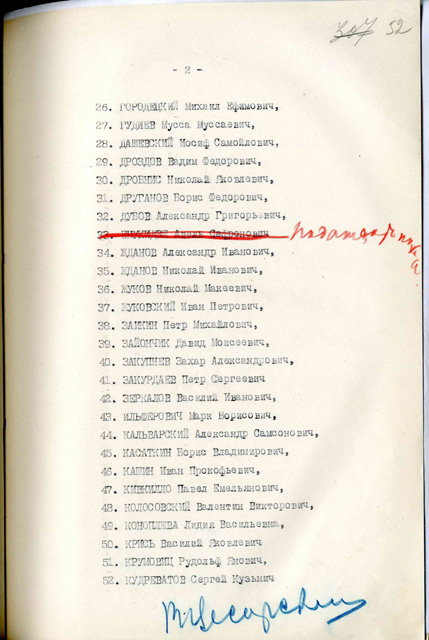 307 52
- 2 -
26. ГОРОДЕЦКИЙ Михаил Ефимович,
27. ГУДИЕВ Мусса Муссаевич,
28. ДАШЕВСКИЙ Иосиф Самойлович,
29. ДРОЗДОВ Вадим Федорович,
30. ДРОБНИС Николай Яковлевич,
31. ДРУГАНОВ Борис Федорович,
32. ДУБОВ Александр Григорьевич,
33.
34. ЖДАНОВ Александр Иванович,
35. ЖДАНОВ Николай Иванович,
36. ЖУКОВ Николай Макеевич,
37. ЖУКОВСКИЙ Иван Петрович,
38. ЗАИКИН Петр Михайлович,
39. ЗАЙОНЧИК Давид Моисеевич,
40. ЗАКУПНЕВ Захар Александрович,
41. ЗАКУРДАЕВ Петр Сергеевич
42. ЗЕРКАЛОВ Василий Иванович,
43. ИЛЬФЕРОВИЧ Марк Борисович,
44. КАЛЬВАРСКИЙ Александр Самсонович,
45. КАСАТКИН Борис Владимирович,
46. КАШИН Иван Прокофьевич,
47. КИВКИЛЛО Павел Емельянович,
48. КОЛОСОВСКИЙ Валентин Викторович,
49. КОНОПЛЕВА Лидия Васильевна,
50. КРИСЬ Василий Яковлевич
51. КРУМОВИЦ Рудольф Янович,
52. КУДРЕВАТОВ Сергей Кузьмич